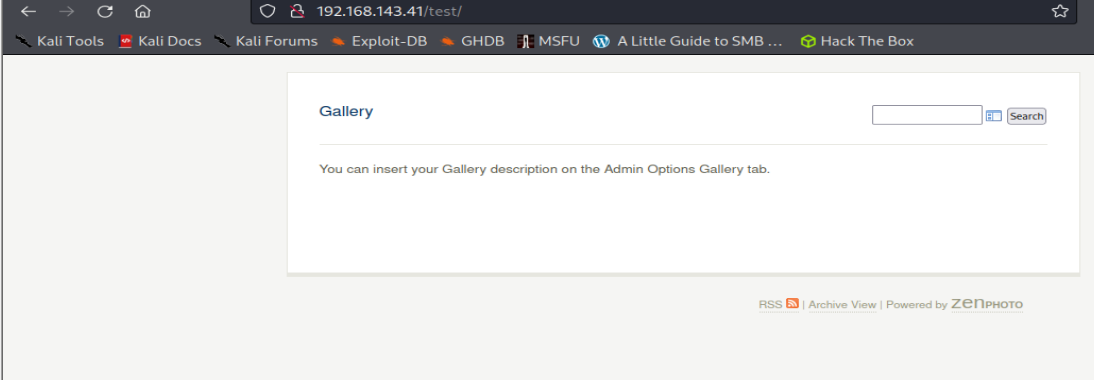 192.168.143.41/test/
Kali Tools Kali Docs Kali Forums Exploit-DB GHDB MSFU A Little Guide to SMB ... Hack The Box
Gallery
Search
You can insert your Gallery description on the Admin Options Gallery tab.
RSS | Archive View | Powered by zenPHOTO